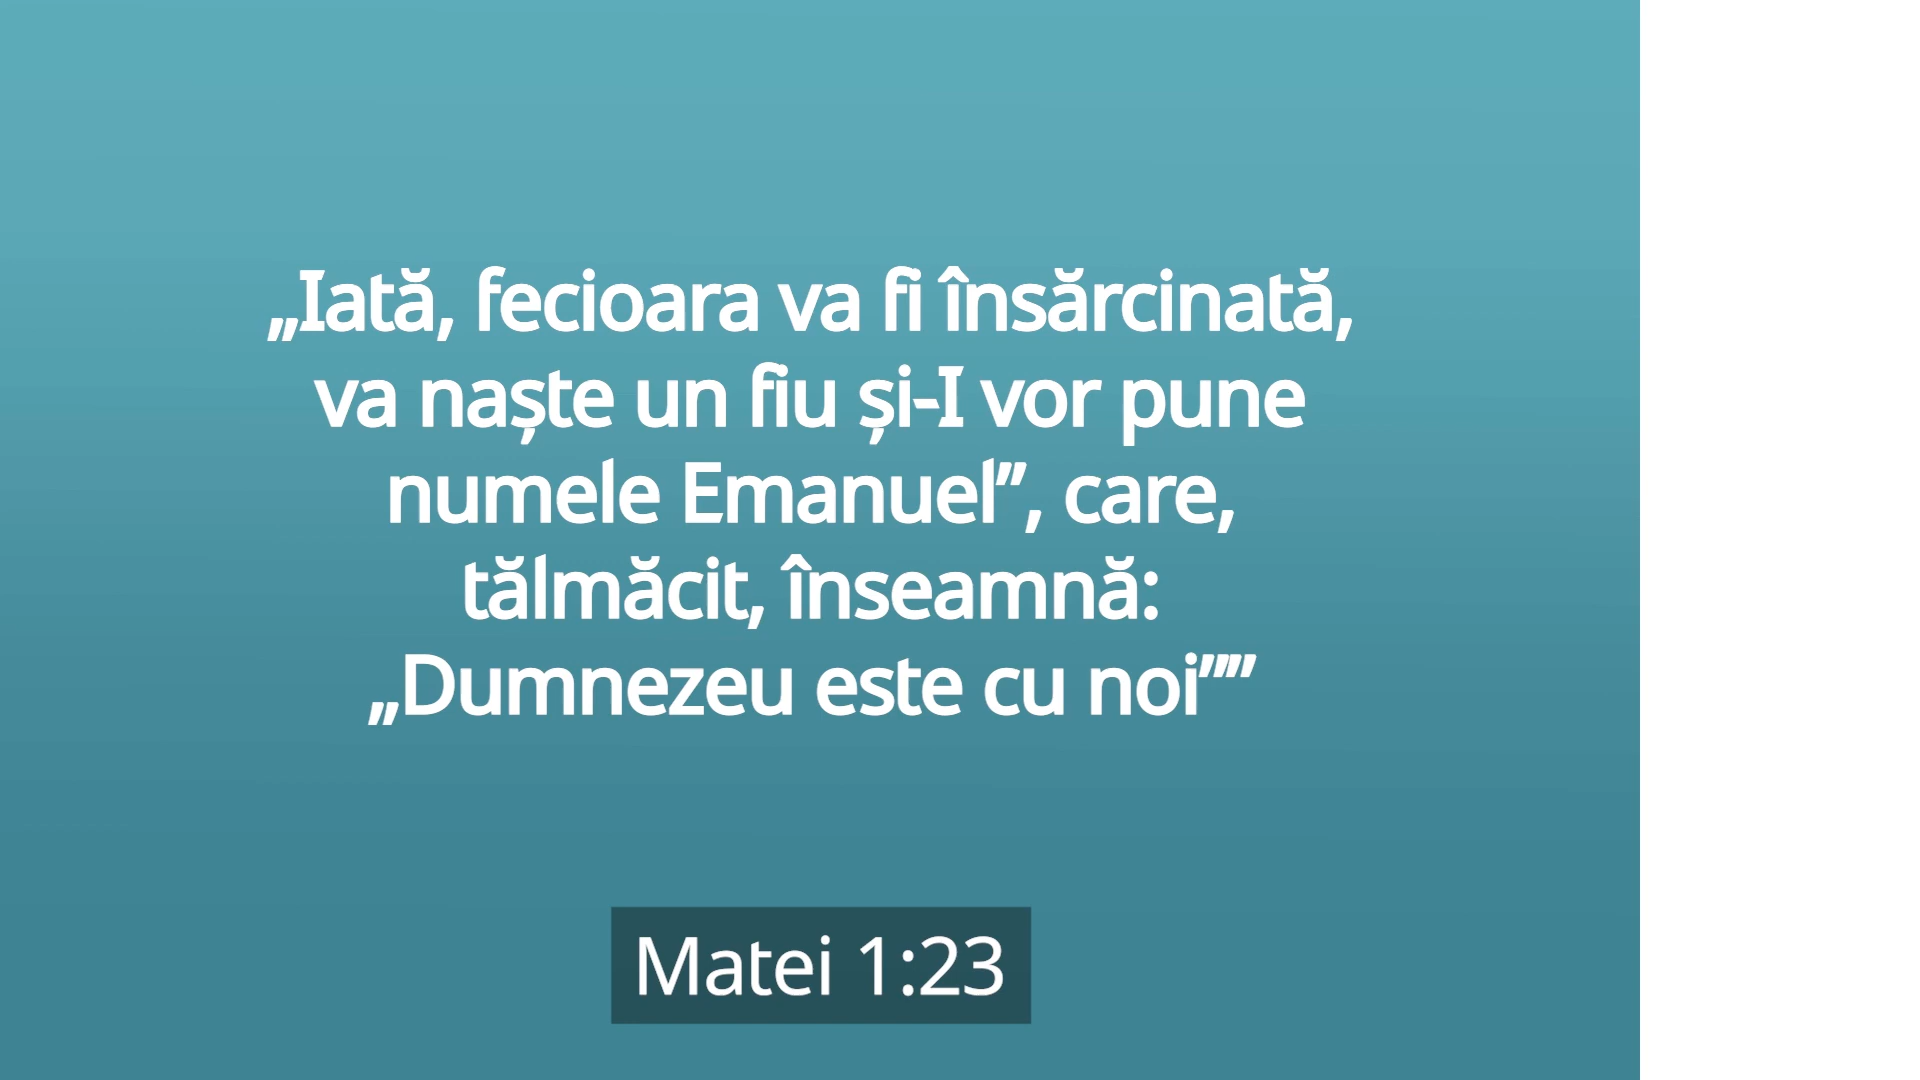 „Iată, fecioara va fi însărcinată,
va naște un fiu și-I vor pune
numele Emanuel”, care,
tălmăcit, înseamnă:
„Dumnezeu este cu noi””
Matei 1:23